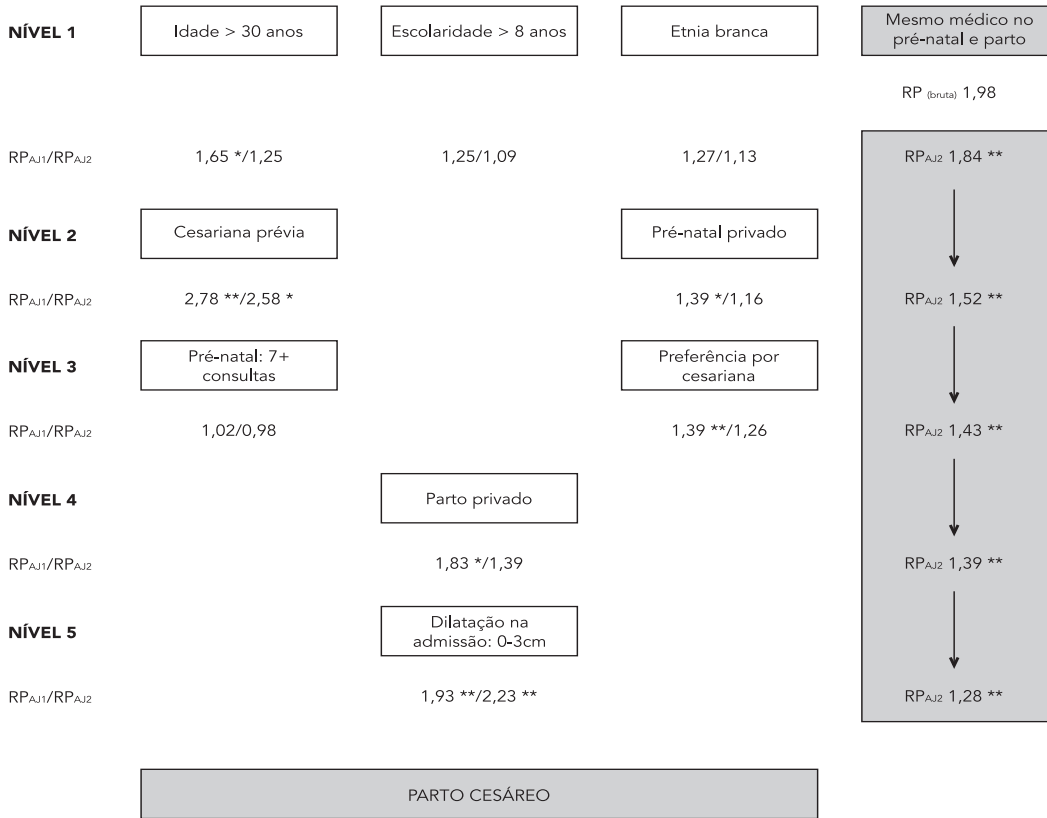 NÍVEL 1
Idade > 30 anos
Escolaridade > 8 anos
Etnia branca
Mesmo médico no
pré-natal e parto
RP (bruta) 1,98
RPAJ1/RPAJ2
1,65 */1,25
1,25/1,09
1,27/1,13
RPAJ2 1,84 **
NÍVEL 2
Cesariana prévia
Pré-natal privado
RPAJ1/RPAJ2
2,78 **/2,58 *
1,39 */1,16
RPAJ2 1,52 **
NÍVEL 3
Pré-natal: 7+
consultas
Preferência por
cesariana
RPAJ1/RPAJ2
1,02/0,98
1,39 **/1,26
RPAJ2 1,43 **
NÍVEL 4
Parto privado
RPAJ1/RPAJ2
1,83 */1,39
RPAJ2 1,39 **
NÍVEL 5
Dilatação na
admissão: 0-3cm
RPAJ1/RPAJ2
1,93 **/2,23 **
RPAJ2 1,28 **
PARTO CESÁREO